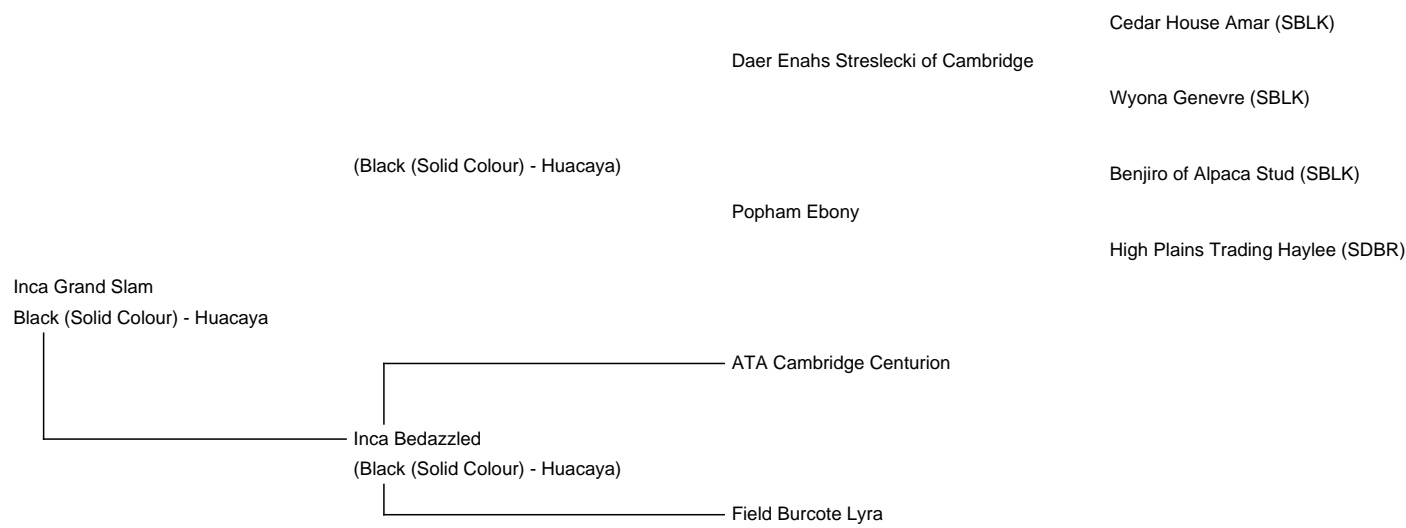 Cedar House Amar (SBLK)
Daer Enahs Streslecki of Cambridge
Wyona Genevre (SBLK)
(Black (Solid Colour) - Huacaya)
Benjiro of Alpaca Stud (SBLK)
Popham Ebony
High Plains Trading Haylee (SDBR)
Inca Grand Slam
Black (Solid Colour) - Huacaya
ATA Cambridge Centurion
Inca Bedazzled
(Black (Solid Colour) - Huacaya)
Field Burcote Lyra